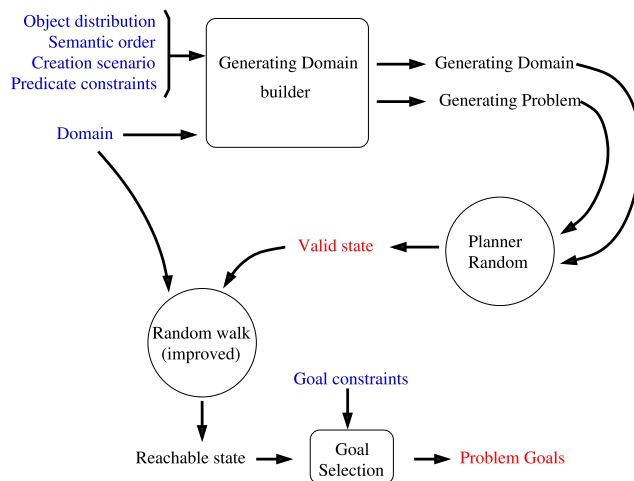 Object distribution
Semantic order
Creation scenario
Predicate constraints
Generating Domain
builder
Generating Domain
Generating Problem
Domain
Valid state
Planner
Random
Random walk
(improved)
Goal constraints
Reachable state
Goal
Selection
Problem Goals